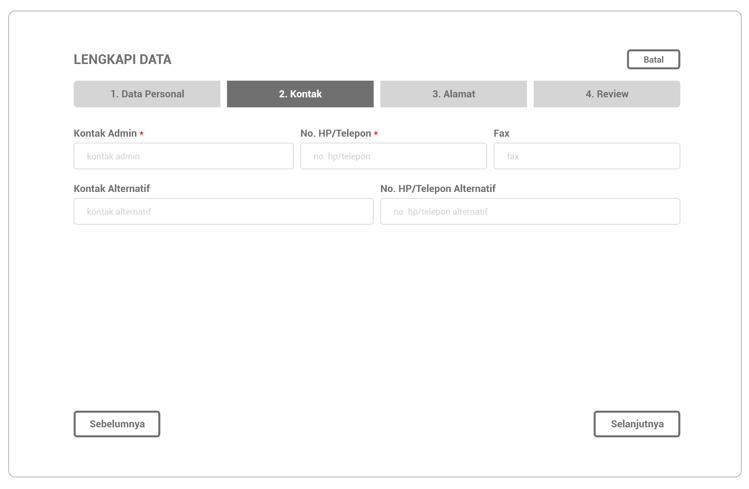 LENGKAPI DATA
Batal
1. Data Personal
2. Kontak
3. Alamat
4. Review
Kontak Admin *
No. HP/Telepon *
Fax
kontak admin
no. hp/telepon
fax
Kontak Alternatif
No. HP/Telepon Alternatif
kontak alternatif
no. hp/telepon alternatif
Sebelumnya
Selanjutnya